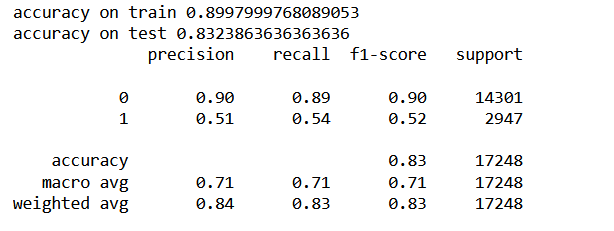 accuracy on train 0.8997999768089053
accuracy on test 0.8323863636363636
precision recall f1-score support
0 0.90 0.89 0.90 14301
1 0.51 0.54 0.52 2947
accuracy 0.83 17248
macro avg 0.71 0.71 0.71 17248
weighted avg 0.84 0.83 0.83 17248